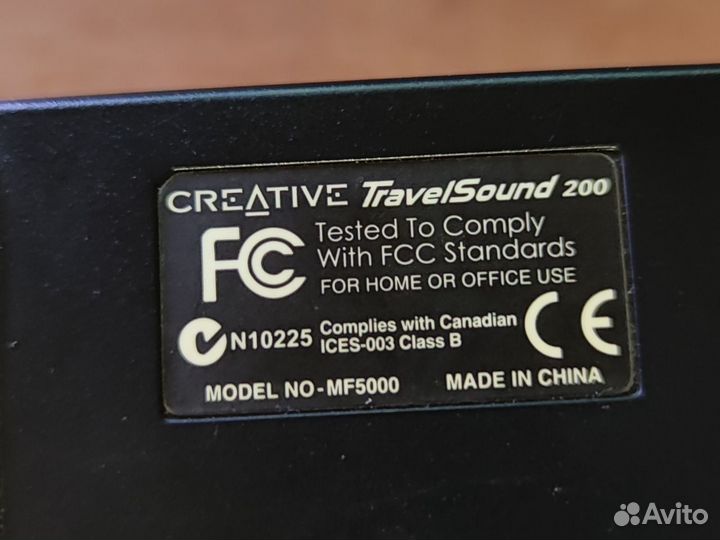 CREATIVE TravelSound 200
FC Tested To Comply
With FCC Standards
FOR HOME OR OFFICE USE
N10225 Complies with Canadian
ICES-003 Class B
CE
MODEL NO-MF5000 MADE IN CHINA
Avito